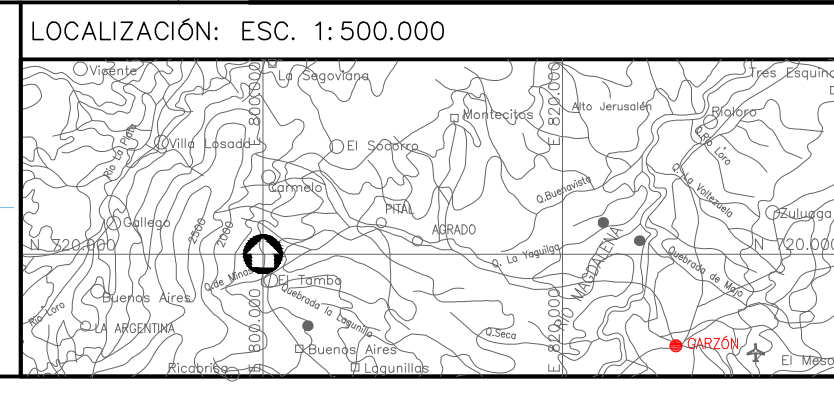 LOCALIZACIÓN: ESC. 1:500.000
Vicente
La Segoviana
Tres Esquin
E 800.000
E 820.000
Alto Jerusalén
Montecitos
Rioloro
Río La Plata
Villa Losada
El Socorro
Q.Río Loro
Carmelo
Q.Buenavista
Q. La Voltezuela
PITAL
Gallego
2500
2000
AGRADO
Zuluaga
N 720.000
N 720.000
Q. La Yaguilga
RIO MAGDALENA
Quebrada de Majo
Q.de Minas
El Tambo
Buenos Aires
Quebrada la Lagunilla
Río Loro
LA ARGENTINA
E 800.000
E 820.000
Q.Seca
GARZÓN
Buenos Aires
El Meso
Ricabrisa
Lagunillas